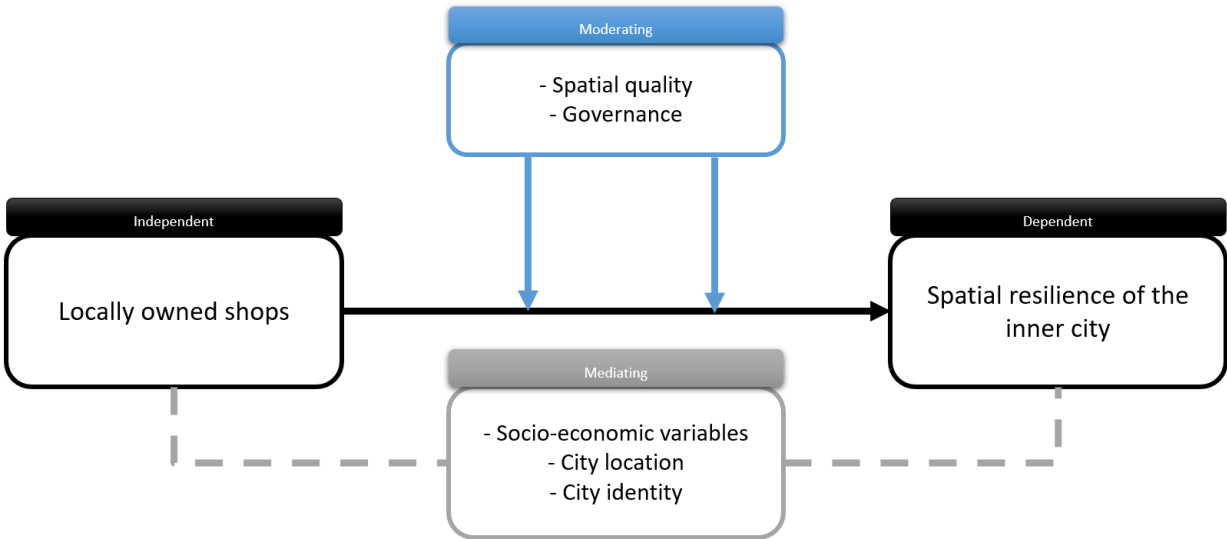 Moderating
- Spatial quality
- Governance
Independent
Locally owned shops
Dependent
Spatial resilience of the
inner city
Mediating
- Socio-economic variables
- City location
- City identity